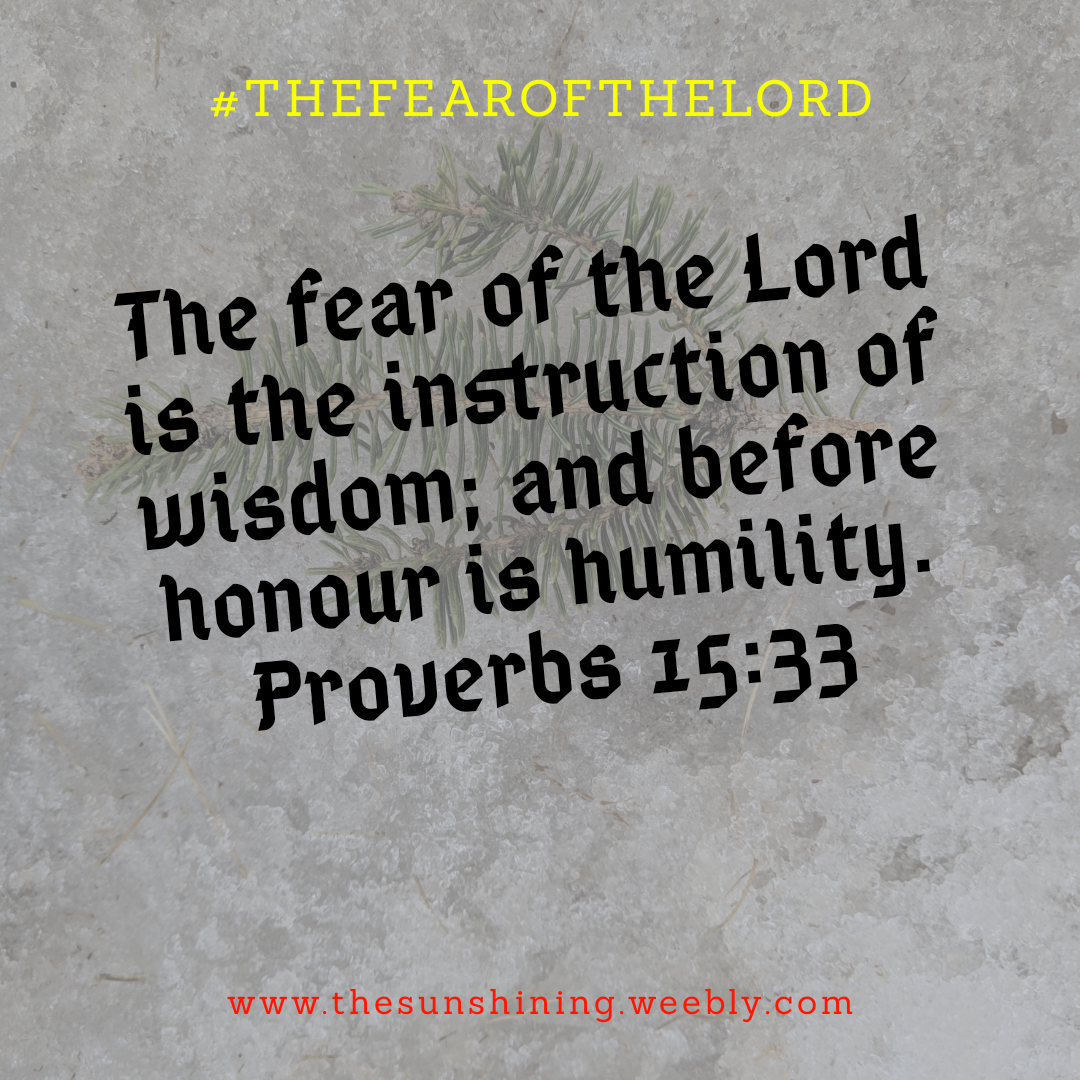 #THEFEAROFTHELORD
The fear of the Lord
is the instruction of
wisdom; and before
honour is humility.
Proverbs 15:33
www.thesunshining.weebly.com